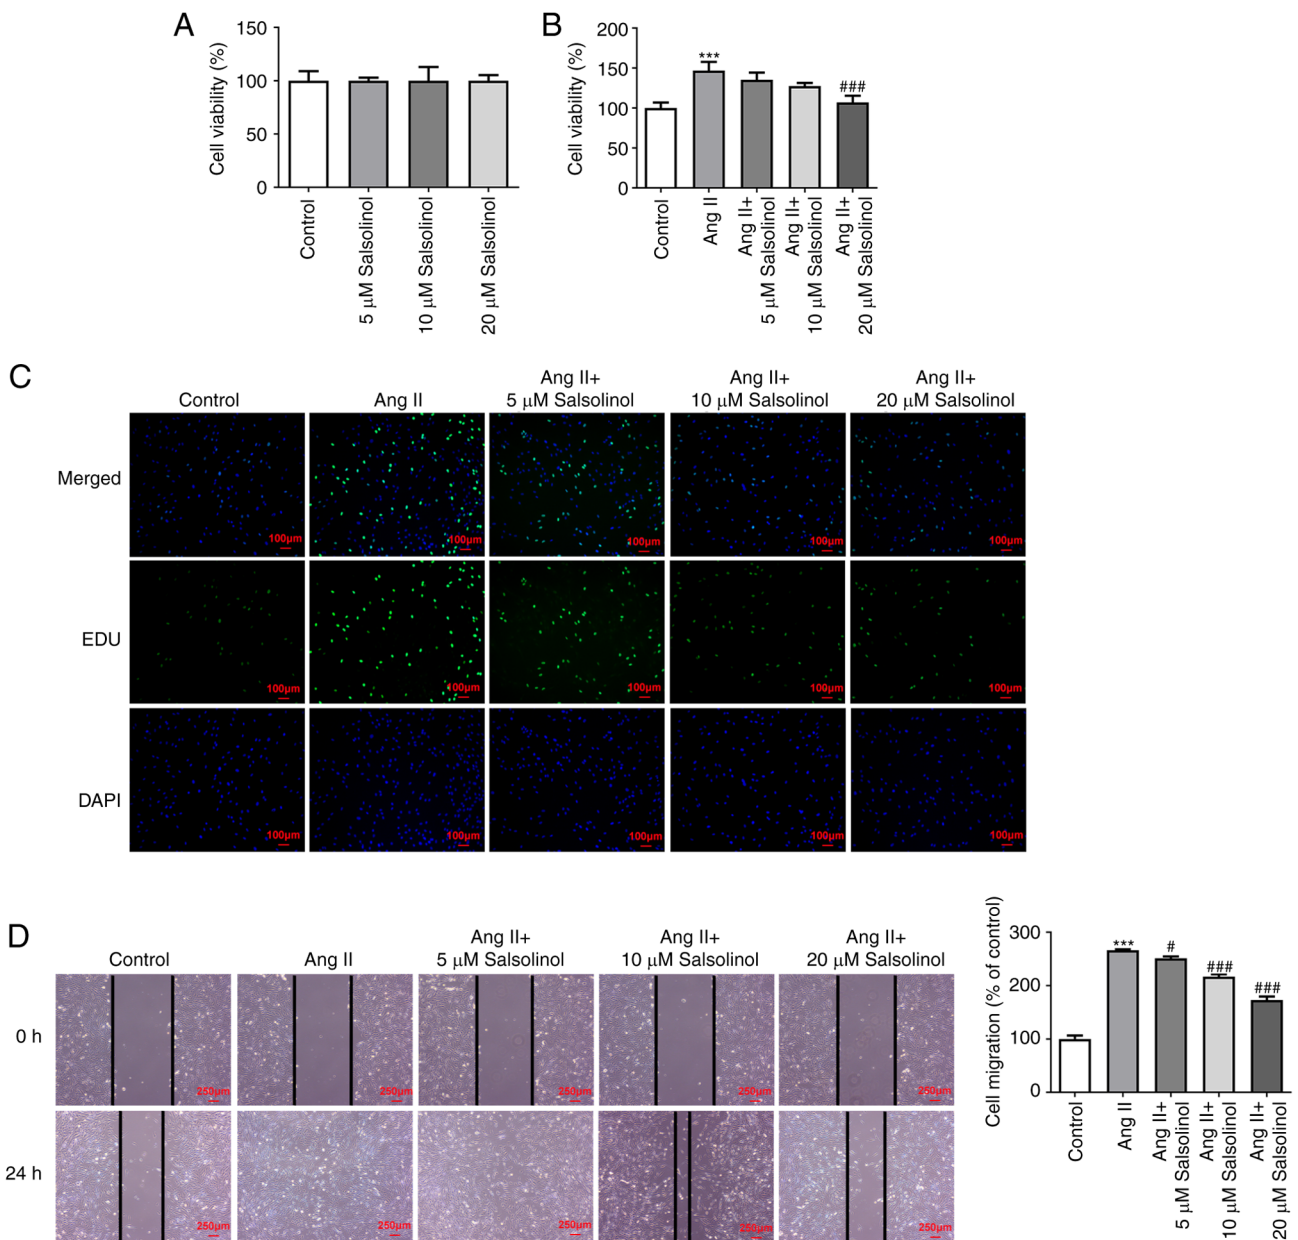 A
Cell viability (%)
150
100
50
0
Control
5 μM Salsolinol
10 μM Salsolinol
20 μM Salsolinol
B
Cell viability (%)
200
150
100
50
0
***
###
Control
Ang II
Ang II+
5 μM Salsolinol
Ang II+
10 μM Salsolinol
Ang II+
20 μM Salsolinol
C
Control
Ang II
Ang II+
5 μM Salsolinol
Ang II+
10 μM Salsolinol
Ang II+
20 μM Salsolinol
Merged
100μm
100μm
100μm
100μm
100μm
EDU
100μm
100μm
100μm
100μm
100μm
DAPI
100μm
100μm
100μm
100μm
100μm
D
Control
Ang II
Ang II+
5 μM Salsolinol
Ang II+
10 μM Salsolinol
Ang II+
20 μM Salsolinol
0 h
250μm
250μm
250μm
250μm
250μm
24 h
250μm
250μm
250μm
250μm
250μm
Cell migration (% of control)
300
200
100
0
***
#
###
###
Control
Ang II
Ang II+
5 μM Salsolinol
Ang II+
10 μM Salsolinol
Ang II+
20 μM Salsolinol